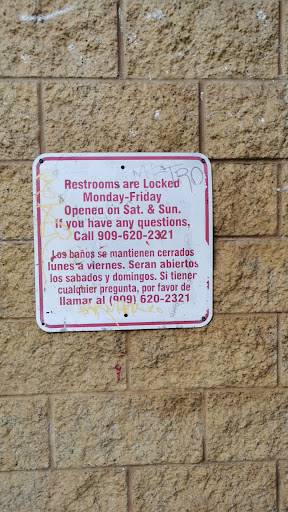 METRO
Restrooms are Locked
Monday-Friday
Opened on Sat. & Sun.
If you have any questions,
Call 909-620-2321
Los baños se mantienen cerrados
lunes a viernes. Seran abiertos
los sabados y domingos. Si tiener
cualquier pregunta, por favor de
llamar al (909) 620-2321